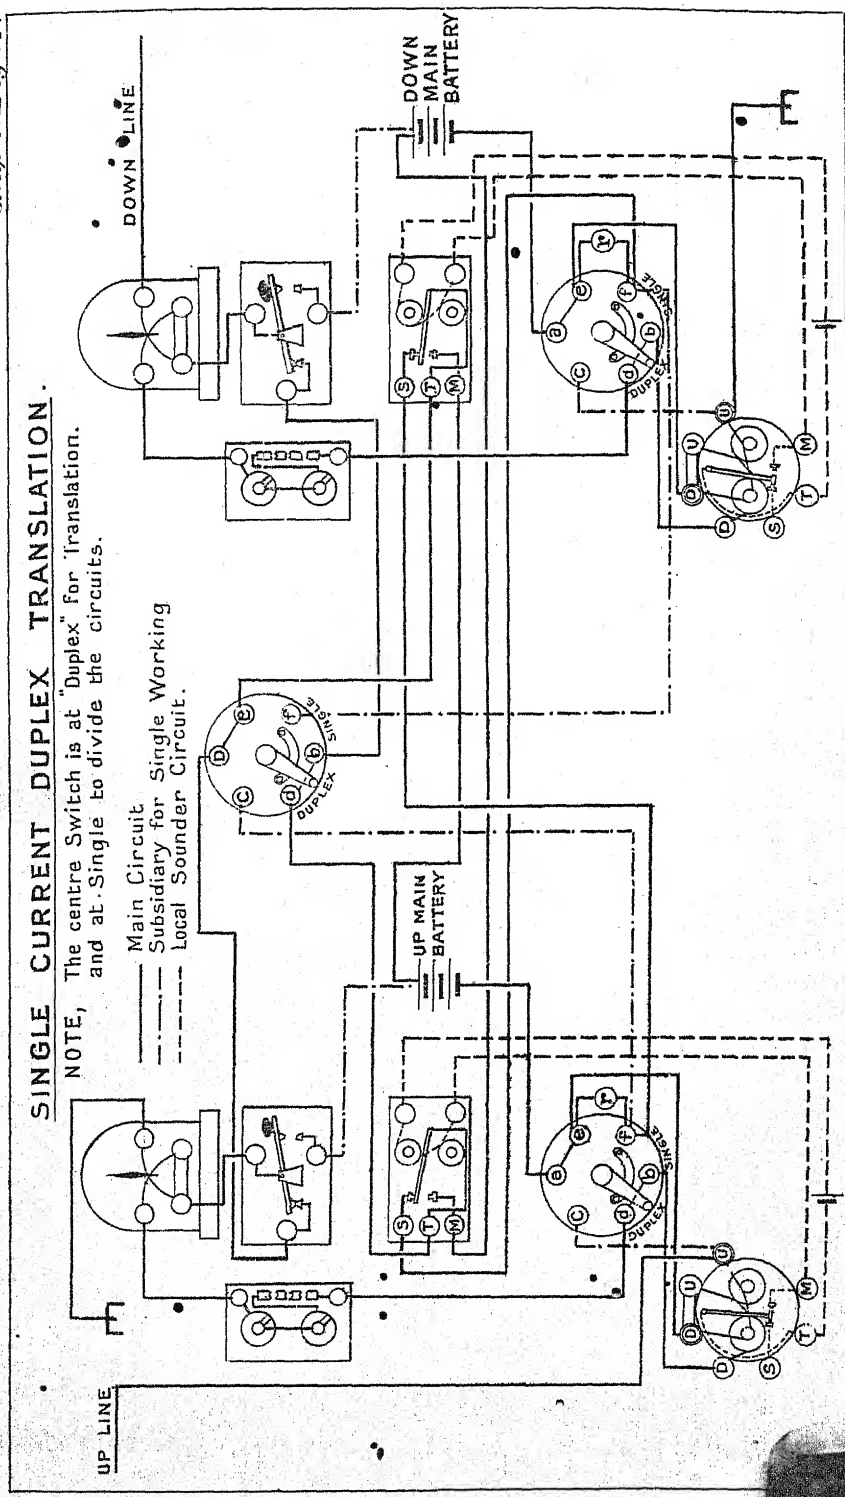 SINGLE CURRENT DUPLEX TRANSLATION.
NOTE, The centre Switch is at "Duplex" for Translation.
and at Single to divide the circuits.
Main Circuit
Subsidiary for Single Working
Local Sounder Circuit.
UP LINE
DOWN LINE
UP MAIN
BATTERY
DOWN
MAIN
BATTERY
D
e
f
b
d
C
SINGLE
DUPLEX
S
T
M
S
T
M
a
e
f
b
d
C
r
SINGLE
DUPLEX
a
e
f
b
d
C
r
SINGLE
DUPLEX
U
U
D
D
S
T
M
U
U
D
D
S
T
M